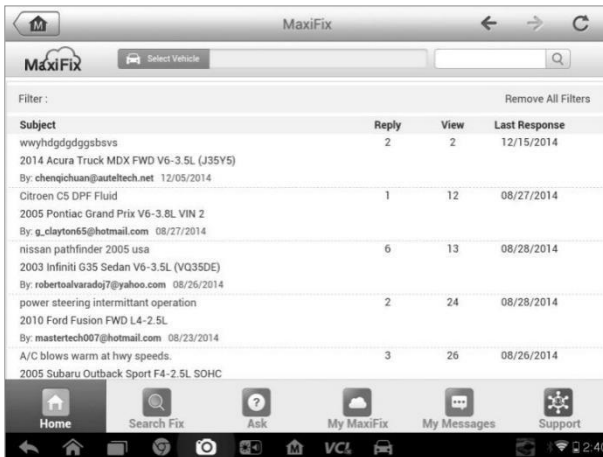 MaxiFix
MaxiFix Select Vehicle
Filter : Remove All Filters
Subject Reply View Last Response
wwyhdgdgdggsbsvs 2 2 12/15/2014
2014 Acura Truck MDX FWD V6-3.5L (J35Y5)
By: chenqichuan@auteltech.net 12/05/2014
Citroen C5 DPF Fluid 1 12 08/27/2014
2005 Pontiac Grand Prix V6-3.8L VIN 2
By: g_clayton65@hotmail.com 08/27/2014
nissan pathfinder 2005 usa 6 13 08/28/2014
2003 Infiniti G35 Sedan V6-3.5L (VQ35DE)
By: robertoalvaradoj7@yahoo.com 08/26/2014
power steering intermittant operation 2 24 08/28/2014
2010 Ford Fusion FWD L4-2.5L
By: mastertech007@hotmail.com 08/23/2014
A/C blows warm at hwy speeds. 3 26 08/26/2014
2005 Subaru Outback Sport F4-2.5L SOHC
Home Search Fix Ask My MaxiFix My Messages Support
VCI 2:40